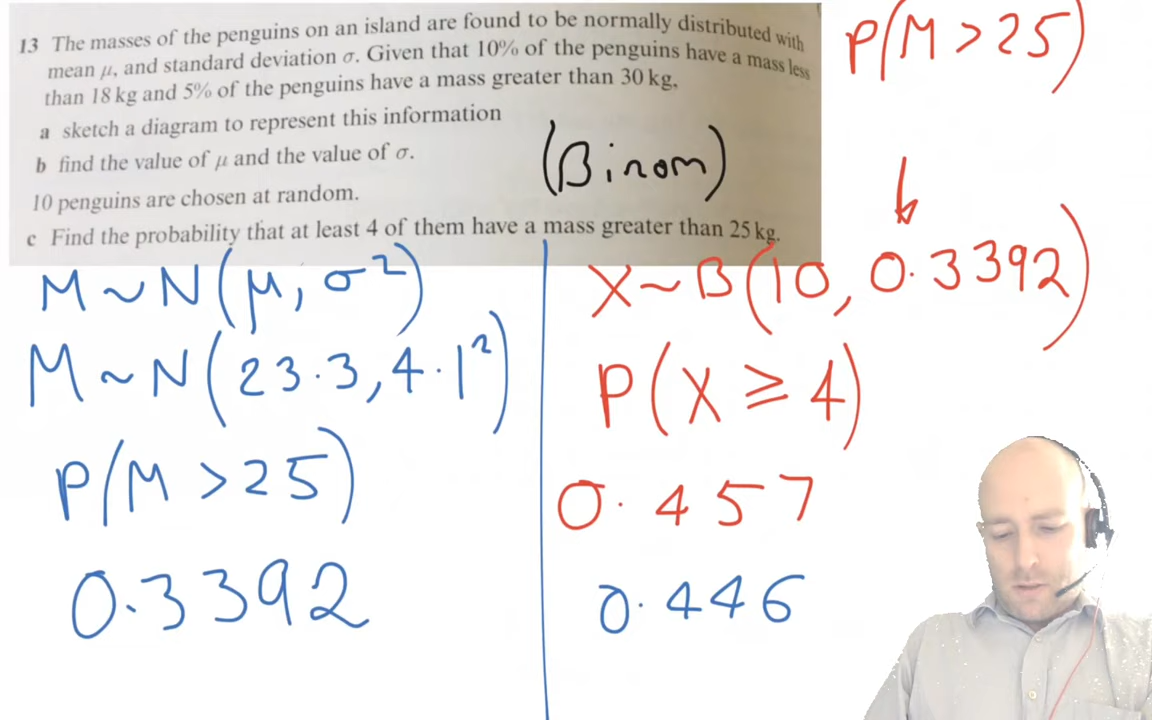 13 The masses of the penguins on an island are found to be normally distributed with
mean μ, and standard deviation σ. Given that 10% of the penguins have a mass less
than 18 kg and 5% of the penguins have a mass greater than 30 kg,
a sketch a diagram to represent this information
b find the value of μ and the value of σ.
10 penguins are chosen at random.
c Find the probability that at least 4 of them have a mass greater than 25 kg.
(Binom)
P(M > 25)
M ~ N(μ, σ²)
M ~ N(23.3, 4.1²)
P(M > 25)
0.3392
X ~ B(10, 0.3392)
P(X ≥ 4)
0.457
0.446